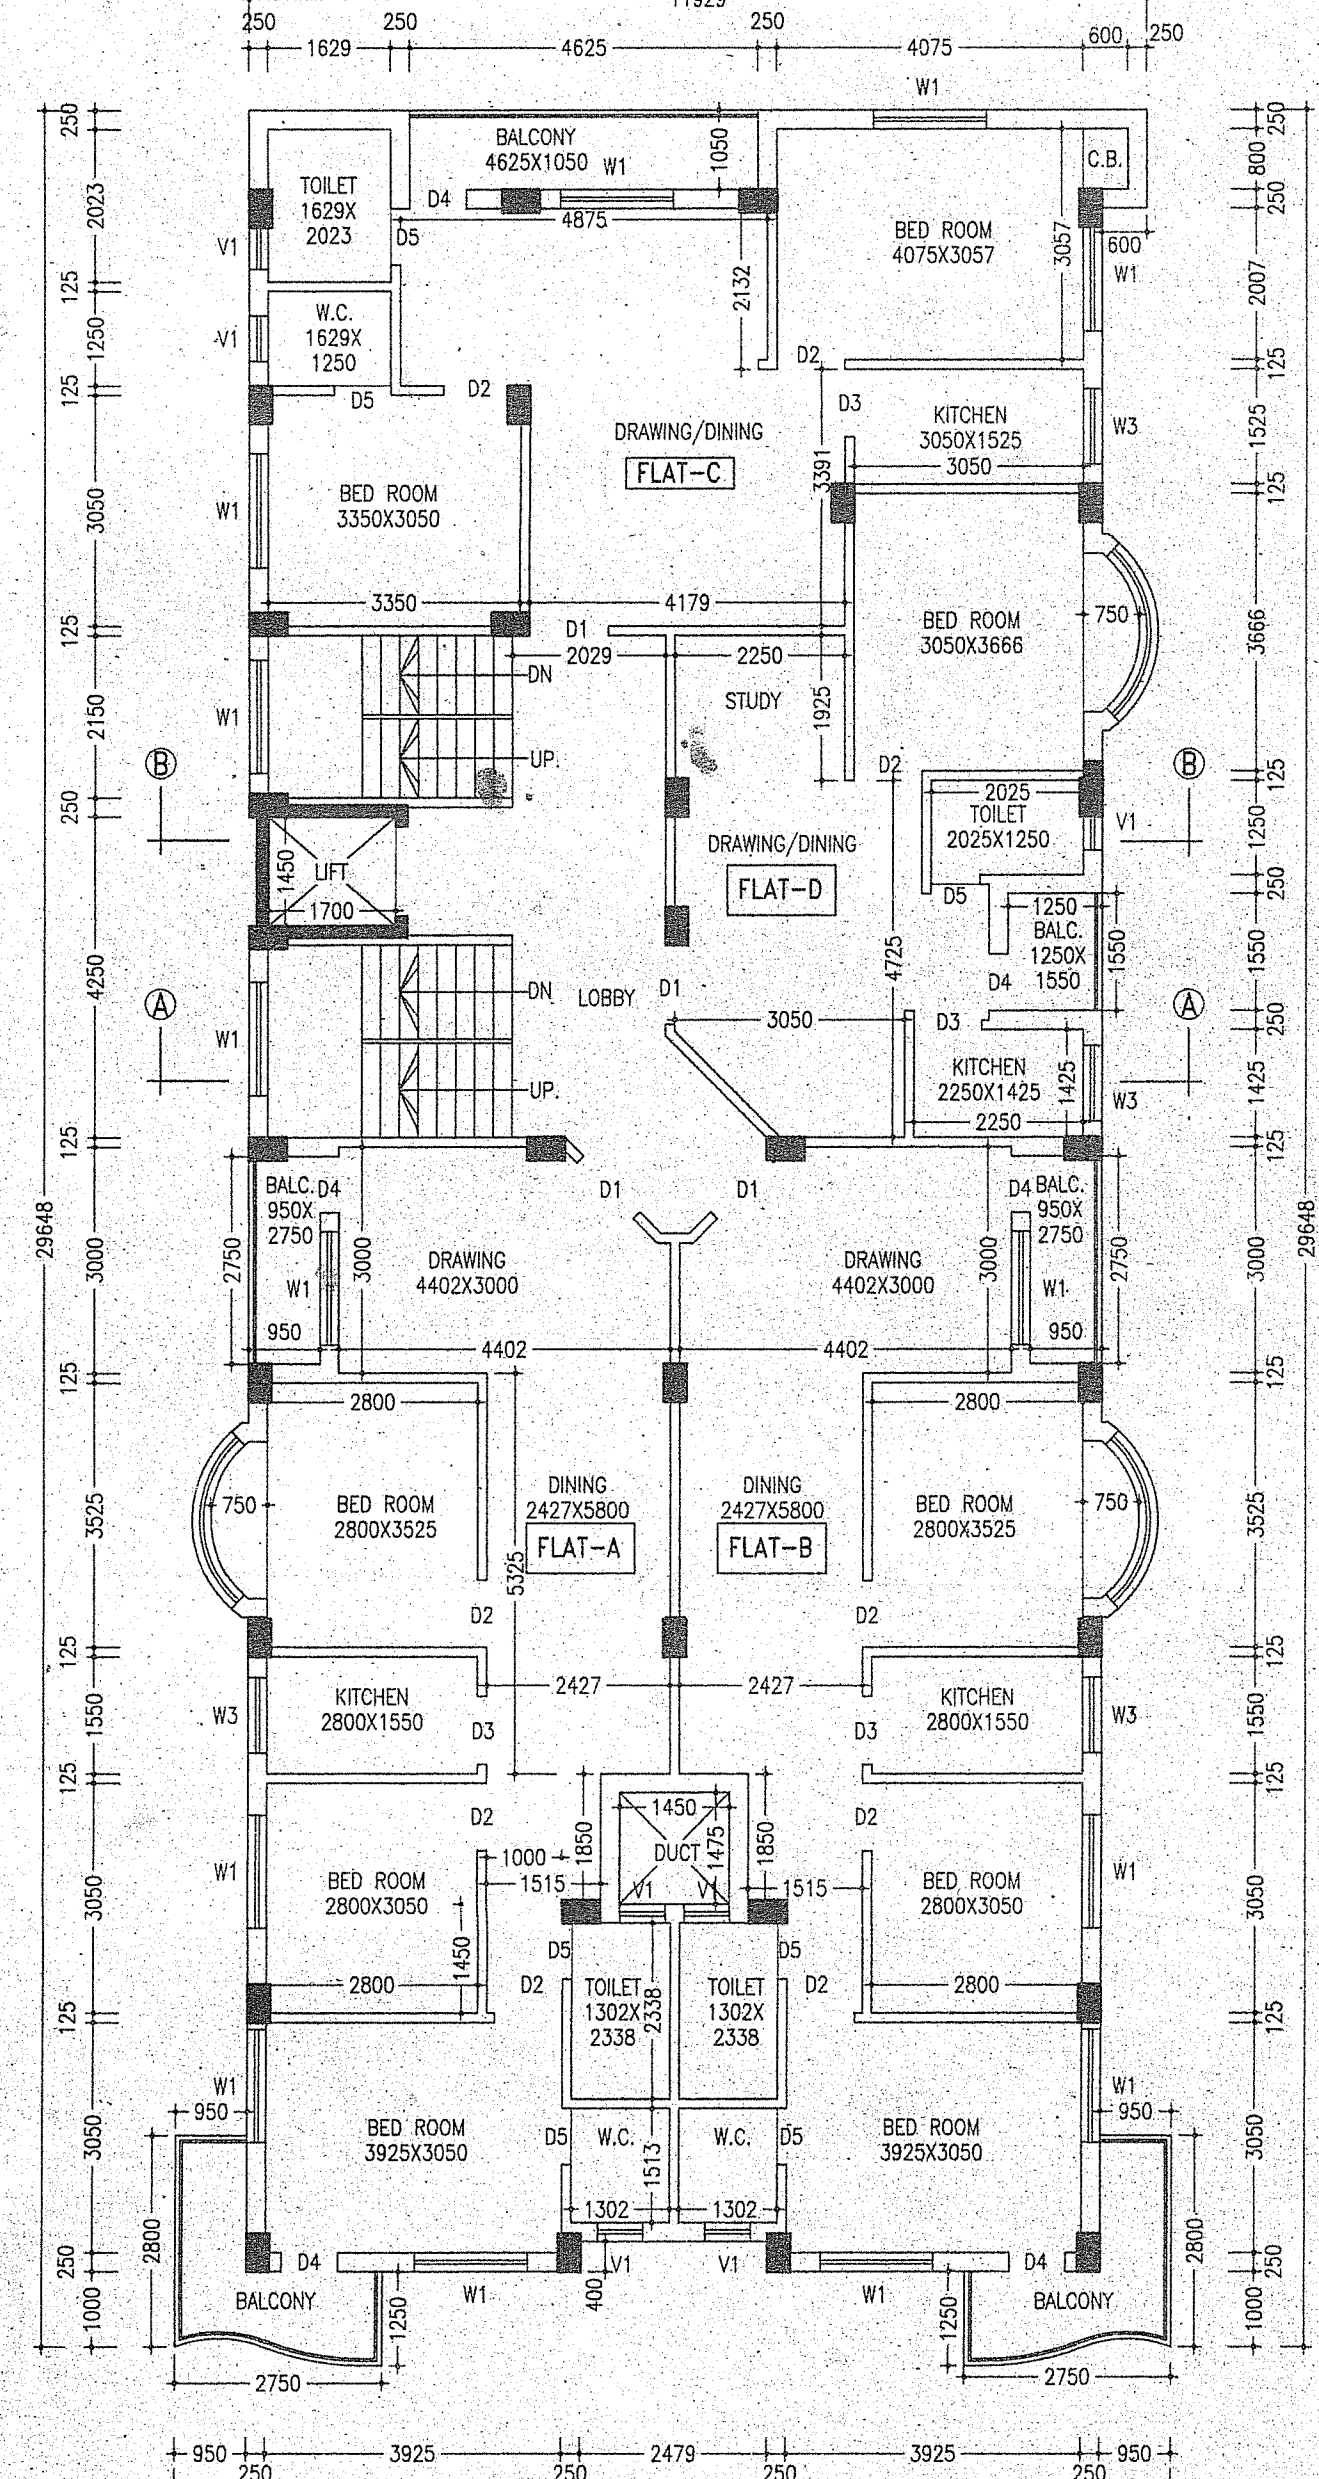 11929
250
250
250
1629
4625
4075
600
250
W1
250
BALCONY
4625X1050
W1
1050
C.B.
250
800
250
TOILET
1629X
2023
2023
D4
4875
D5
BED ROOM
4075X3057
3057
600
V1
W1
2132
2007
125
W.C.
1629X
1250
V1
1250
D2
125
125
D5
D2
D3
KITCHEN
3050X1525
3050
W3
1525
DRAWING/DINING
FLAT-C
3391
125
BED ROOM
3350X3050
W1
3050
3350
4179
BED ROOM
3050X3666
750
3666
125
D1
2029
2250
DN
STUDY
1925
W1
2150
B
UP.
D2
B
125
250
2025
TOILET
2025X1250
V1
1250
DRAWING/DINING
FLAT-D
1450
LIFT
1700
D5
250
1250
BALC.
1250X
1550
1550
1550
4725
4250
DN
LOBBY
D1
D4
A
A
3050
D3
250
W1
KITCHEN
2250X1425
1425
1425
UP.
2250
W3
125
125
BALC.
950X
2750
D4
D1
D1
D4
BALC.
950X
2750
29648
29648
2750
3000
3000
DRAWING
4402X3000
DRAWING
4402X3000
3000
2750
3000
W1
W1
950
950
4402
4402
125
125
2800
2800
DINING
2427X5800
DINING
2427X5800
750
BED ROOM
2800X3525
BED ROOM
2800X3525
750
3525
3525
FLAT-A
FLAT-B
5325
D2
D2
125
125
2427
2427
KITCHEN
2800X1550
KITCHEN
2800X1550
W3
W3
1550
1550
D3
D3
125
125
D2
D2
1450
1850
DUCT
1475
1850
1000
1515
1515
V1
V1
W1
W1
BED ROOM
2800X3050
BED ROOM
2800X3050
3050
3050
1450
D5
D5
2800
2800
D2
D2
TOILET
1302X
2338
2338
TOILET
1302X
2338
125
125
W1
W1
950
950
BED ROOM
3925X3050
BED ROOM
3925X3050
3050
3050
D5
W.C.
W.C.
D5
1513
1302
1302
2800
2800
250
250
D4
V1
V1
D4
W1
W1
400
BALCONY
BALCONY
1000
1250
1250
1000
2750
2750
950
3925
2479
3925
950
250
250
250
250